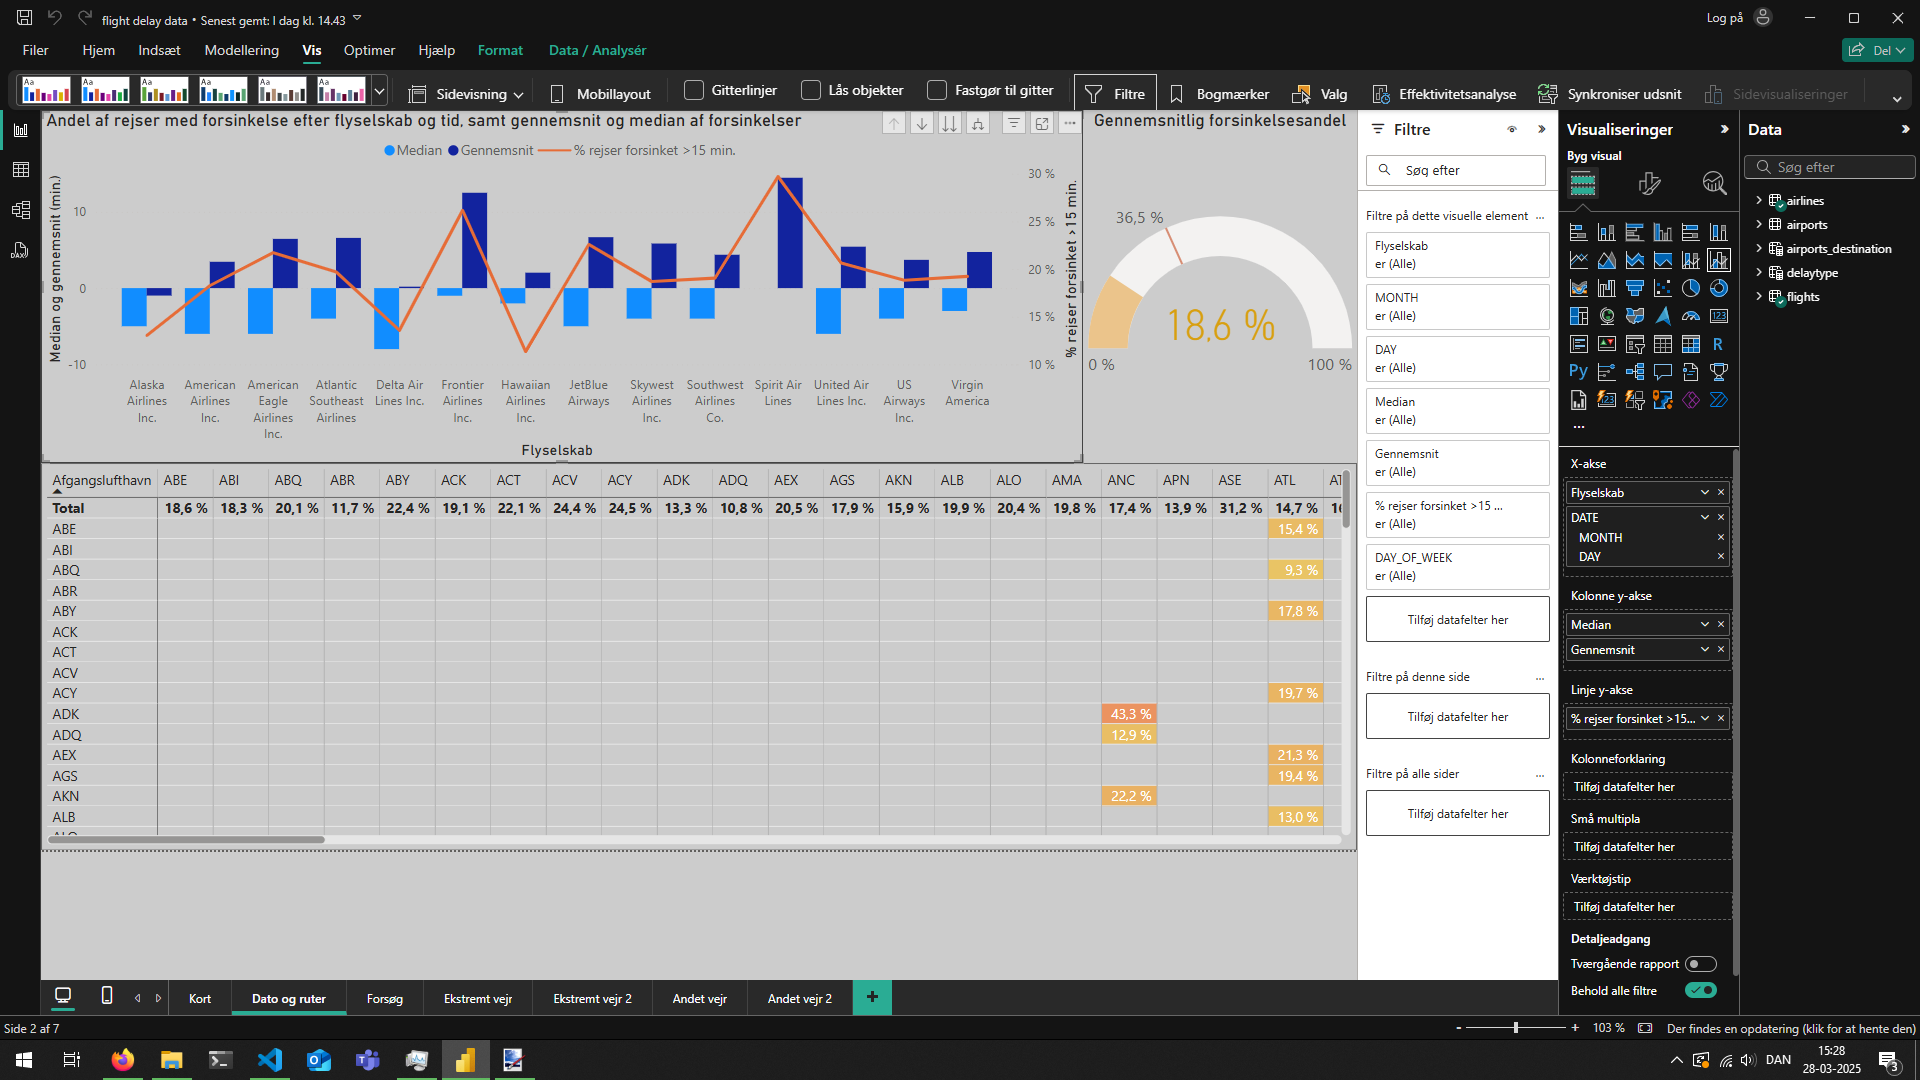 flight delay data • Senest gemt: I dag kl. 14.43
Log på
Filer Hjem Indsæt Modellering Vis Optimer Hjælp Format Data / Analysér
Del
Aa Aa Aa Aa Aa Aa
Sidevisning Mobillayout Gitterlinjer Lås objekter Fastgør til gitter Filtre Bogmærker Valg Effektivitetsanalyse Synkroniser udsnit Sidevisualiseringer
Andel af rejser med forsinkelse efter flyselskab og tid, samt gennemsnit og median af forsinkelser
Median Gennemsnit % rejser forsinket >15 min.
Median og gennemsnit (min.)
10
0
-10
30 %
25 %
20 %
15 %
10 %
% rejser forsinket >15 min.
Alaska Airlines Inc.
American Airlines Inc.
American Eagle Airlines Inc.
Atlantic Southeast Airlines
Delta Air Lines Inc.
Frontier Airlines Inc.
Hawaiian Airlines Inc.
JetBlue Airways
Skywest Airlines Inc.
Southwest Airlines Co.
Spirit Air Lines
United Air Lines Inc.
US Airways Inc.
Virgin America
Flyselskab
Gennemsnitlig forsinkelsesandel
36,5 %
18,6 %
0 % 100 %
Afgangslufthavn ABE ABI ABQ ABR ABY ACK ACT ACV ACY ADK ADQ AEX AGS AKN ALB ALO AMA ANC APN ASE ATL
Total 18,6 % 18,3 % 20,1 % 11,7 % 22,4 % 19,1 % 22,1 % 24,4 % 24,5 % 13,3 % 10,8 % 20,5 % 17,9 % 15,9 % 19,9 % 20,4 % 19,8 % 17,4 % 13,9 % 31,2 % 14,7 %
ABE 15,4 %
ABI
ABQ 9,3 %
ABR
ABY 17,8 %
ACK
ACT
ACV
ACY 19,7 %
ADK 43,3 %
ADQ 12,9 %
AEX 21,3 %
AGS 19,4 %
AKN 22,2 %
ALB 13,0 %
Filtre
Søg efter
Filtre på dette visuelle element ...
Flyselskab
er (Alle)
MONTH
er (Alle)
DAY
er (Alle)
Median
er (Alle)
Gennemsnit
er (Alle)
% rejser forsinket >15 ...
er (Alle)
DAY_OF_WEEK
er (Alle)
Tilføj datafelter her
Filtre på denne side ...
Tilføj datafelter her
Filtre på alle sider ...
Tilføj datafelter her
Visualiseringer
Byg visual
123
R
Py
...
X-akse
Flyselskab
DATE
MONTH
DAY
Kolonne y-akse
Median
Gennemsnit
Linje y-akse
% rejser forsinket >15...
Kolonneforklaring
Tilføj datafelter her
Små multipla
Tilføj datafelter her
Værktøjstip
Tilføj datafelter her
Detaljeadgang
Tværgående rapport
Behold alle filtre
Data
Søg efter
airlines
airports
airports_destination
delaytype
flights
Kort Dato og ruter Forsøg Ekstremt vejr Ekstremt vejr 2 Andet vejr Andet vejr 2 +
Side 2 af 7
- + 103 % Der findes en opdatering (klik for at hente den)
DAN
15:28
28-03-2025
3